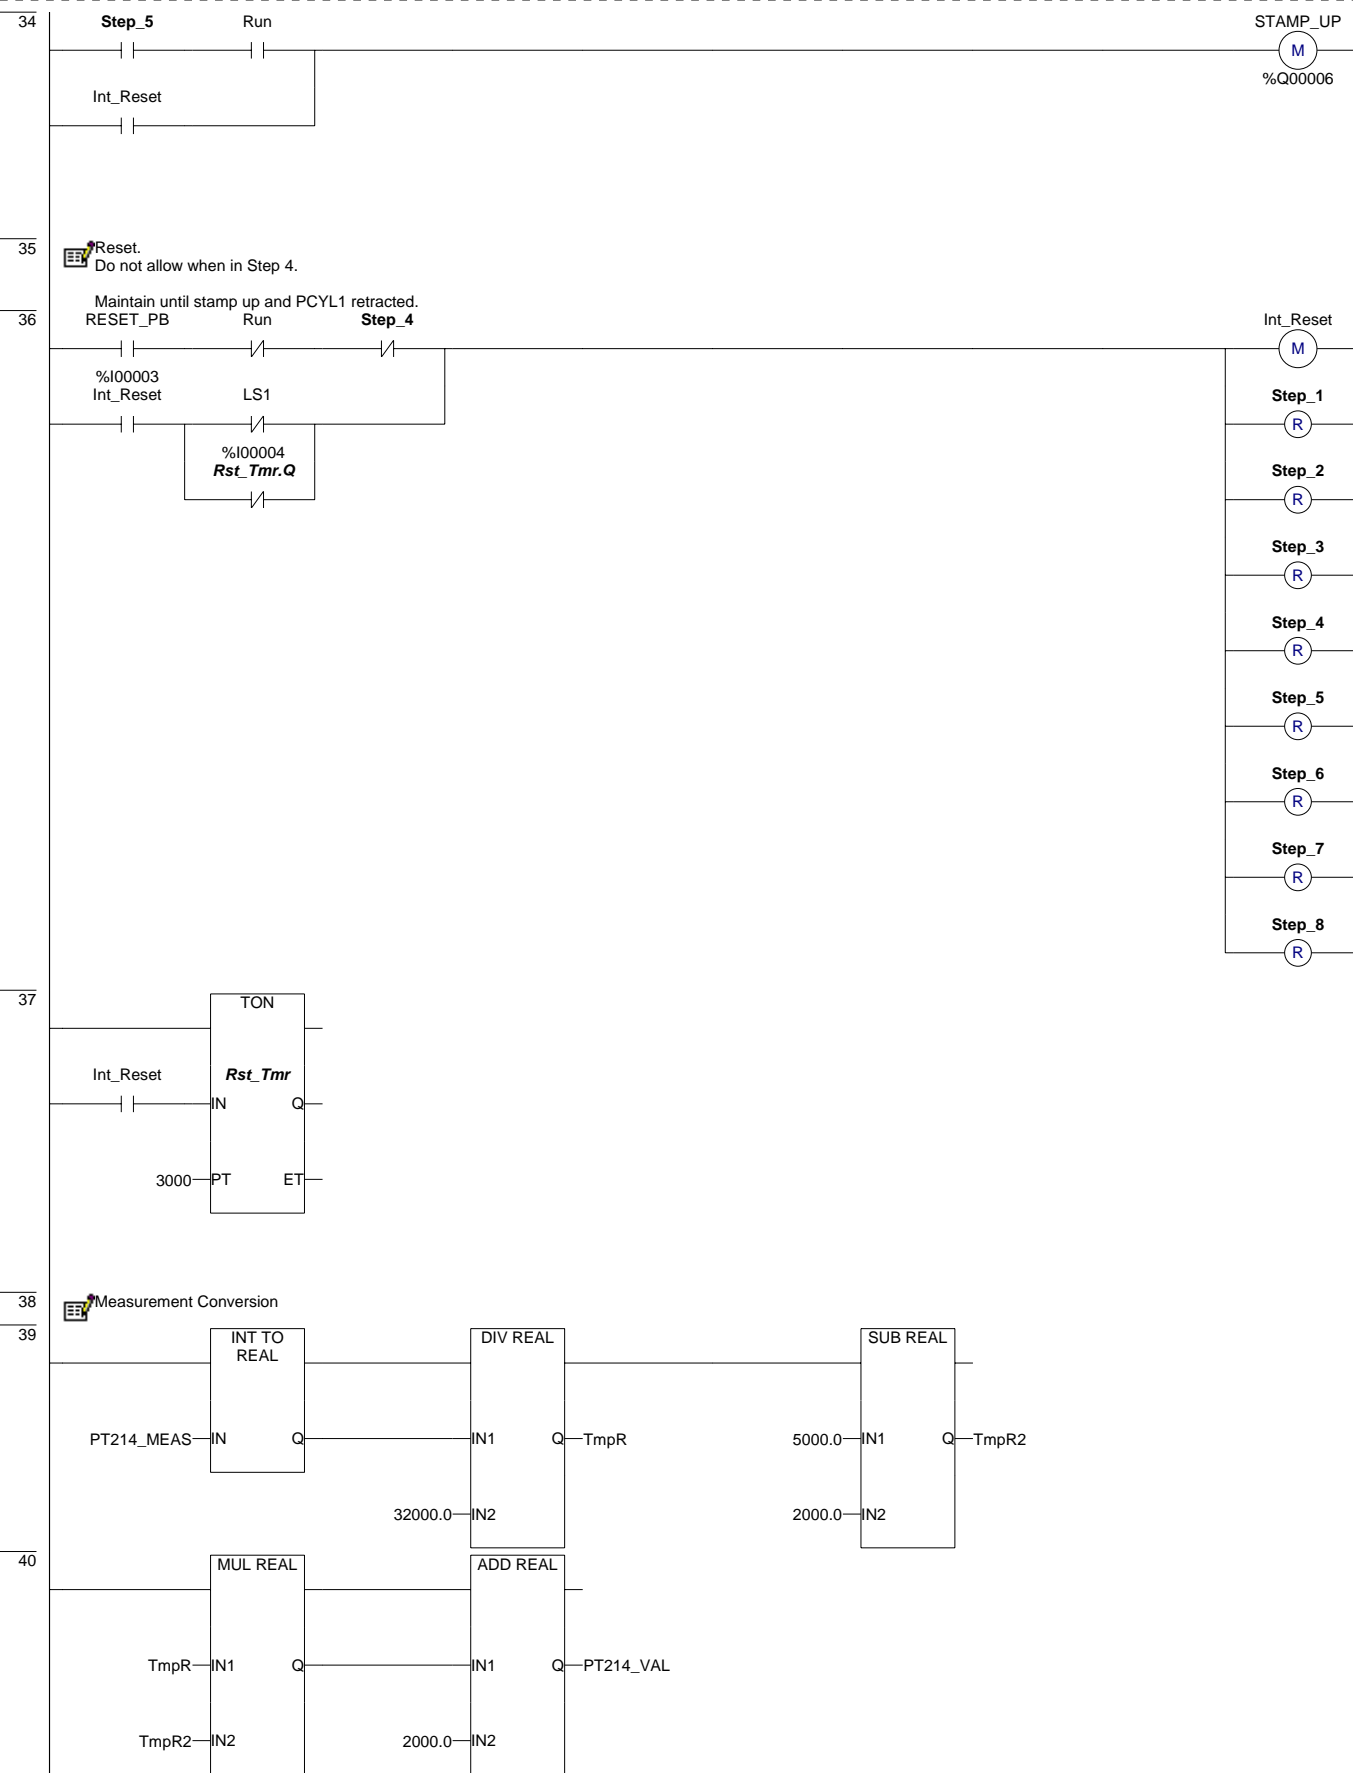 34
Step_5 Run STAMP_UP
M
%Q00006
Int_Reset
35
Reset.
Do not allow when in Step 4.
Maintain until stamp up and PCYL1 retracted.
36
RESET_PB Run Step_4 Int_Reset
M
%I00003
Int_Reset LS1 Step_1
R
%I00004
Rst_Tmr.Q Step_2
R
Step_3
R
Step_4
R
Step_5
R
Step_6
R
Step_7
R
Step_8
R
37
TON
Int_Reset Rst_Tmr
IN Q
3000 PT ET
38
Measurement Conversion
39
INT TO REAL DIV REAL SUB REAL
PT214_MEAS IN Q IN1 Q TmpR 5000.0 IN1 Q TmpR2
32000.0 IN2 2000.0 IN2
40
MUL REAL ADD REAL
TmpR IN1 Q IN1 Q PT214_VAL
TmpR2 IN2 2000.0 IN2